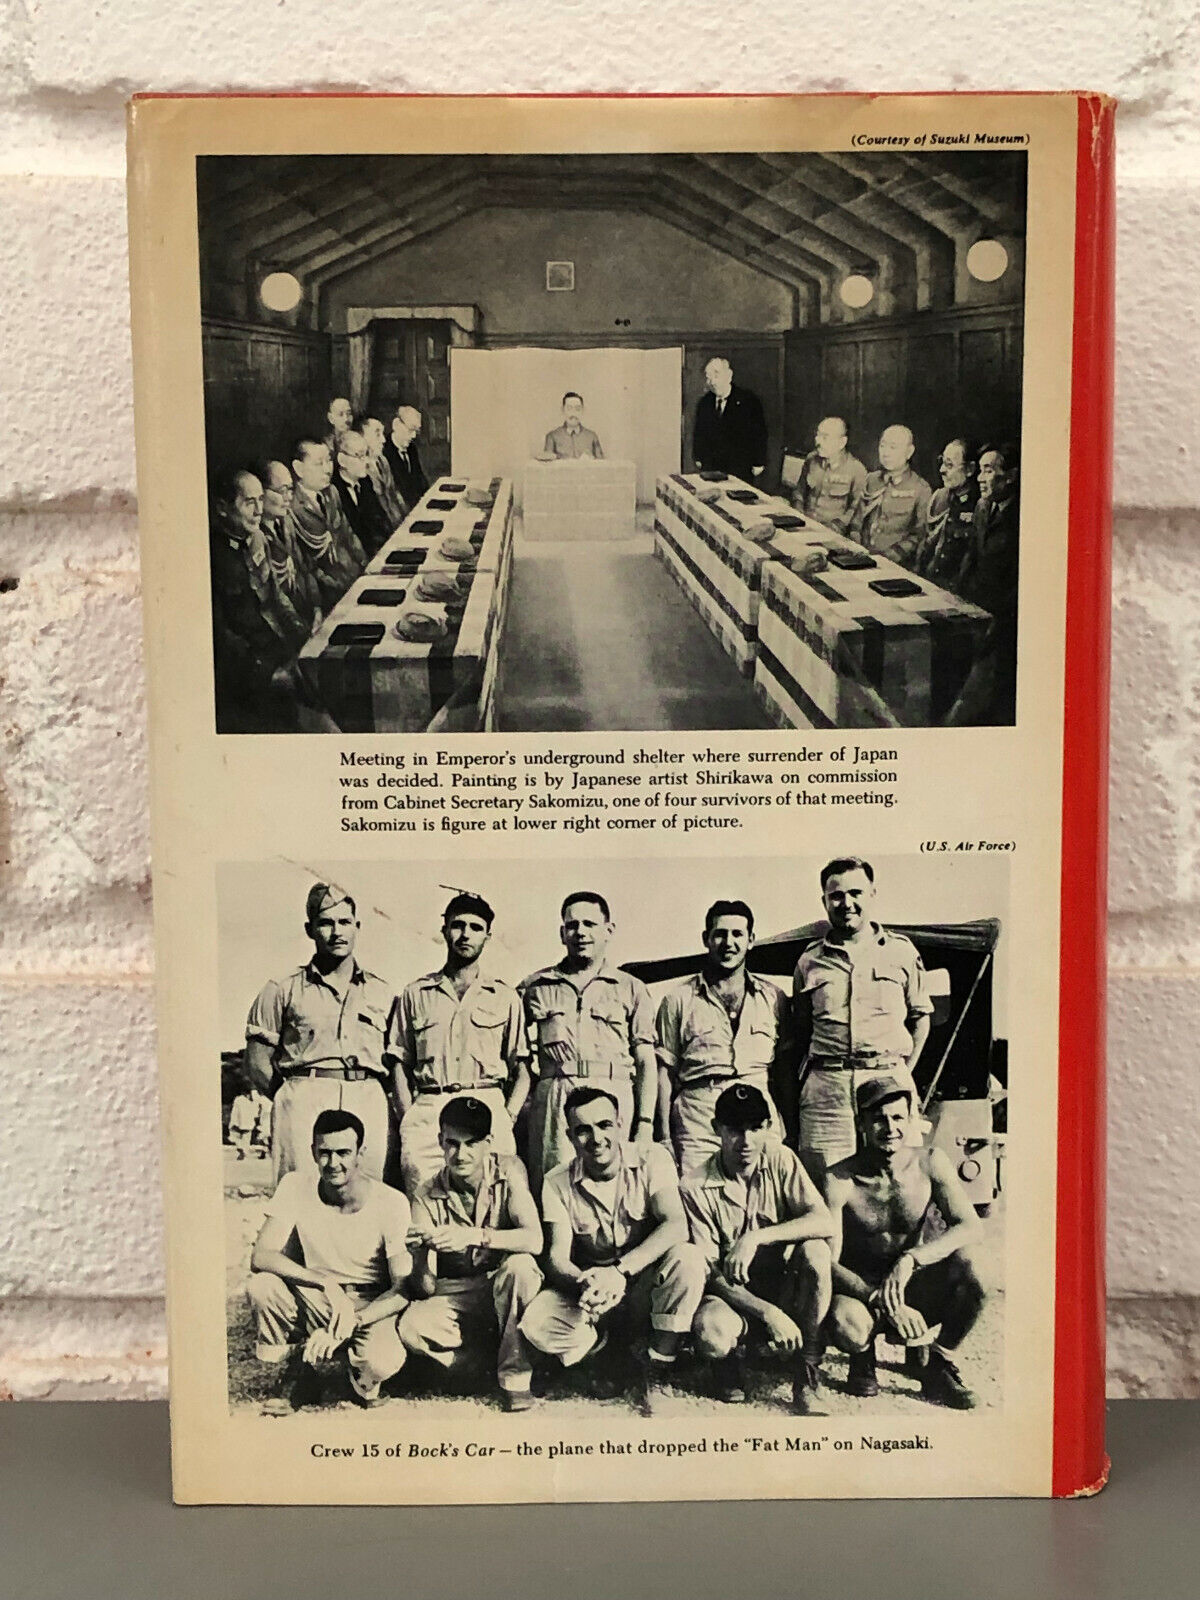 (Courtesy of Suzuki Museum)
Meeting in Emperor's underground shelter where surrender of Japan
was decided. Painting is by Japanese artist Shirikawa on commission
from Cabinet Secretary Sakomizu, one of four survivors of that meeting.
Sakomizu is figure at lower right corner of picture.
(U.S. Air Force)
C
C
Crew 15 of Bock's Car — the plane that dropped the "Fat Man" on Nagasaki.